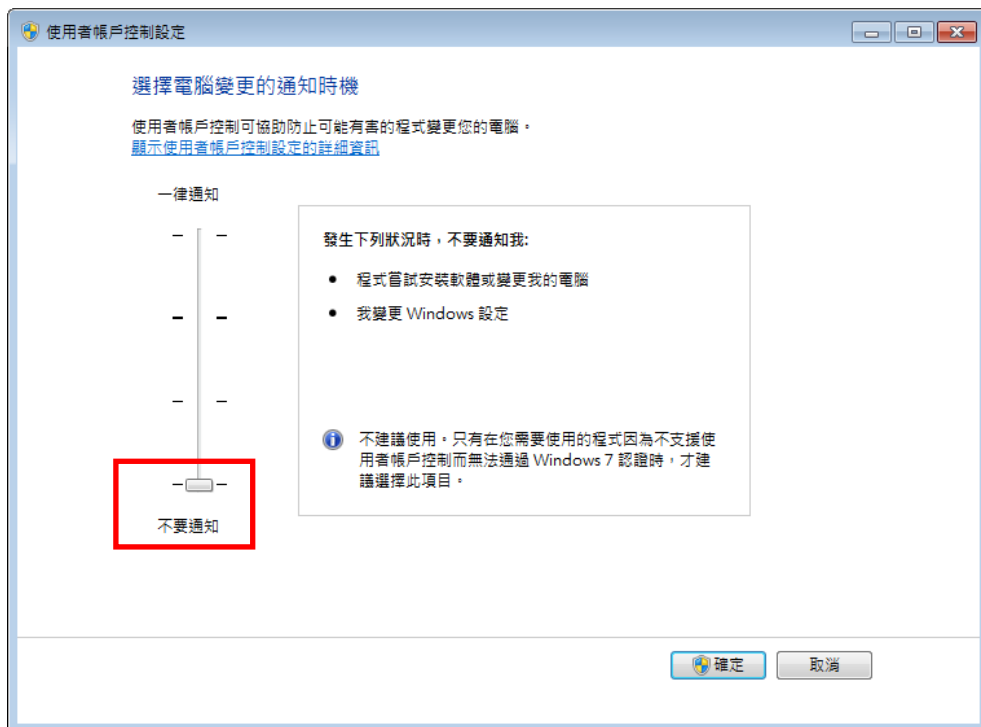 使用者帳戶控制設定
選擇電腦變更的通知時機
使用者帳戶控制可協助防止可能有害的程式變更您的電腦。
顯示使用者帳戶控制設定的詳細資訊
一律通知
發生下列狀況時，不要通知我:
• 程式嘗試安裝軟體或變更我的電腦
• 我變更 Windows 設定
不建議使用。只有在您需要使用的程式因為不支援使
用者帳戶控制而無法通過 Windows 7 認證時，才建
議選擇此項目。
不要通知
確定
取消